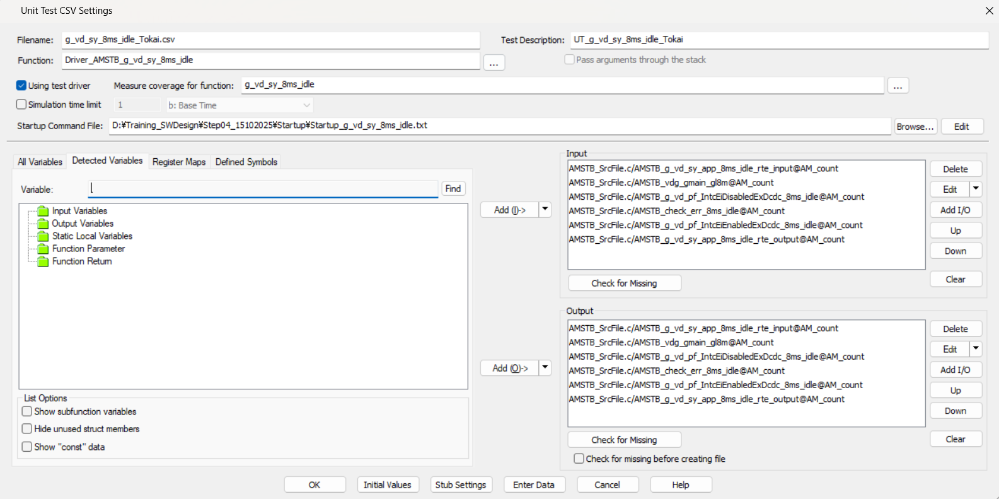 Unit Test CSV Settings
Filename: g_vd_sy_8ms_idle_Tokai.csv Test Description: UT_g_vd_sy_8ms_idle_Tokai
Function: Driver_AMSTB_g_vd_sy_8ms_idle ... Pass arguments through the stack
Using test driver Measure coverage for function: g_vd_sy_8ms_idle ...
Simulation time limit 1 b: Base Time
Startup Command File: D:¥Training_SWDesign¥Step04_15102025¥Startup¥Startup_g_vd_sy_8ms_idle.txt Browse... Edit
All Variables Detected Variables Register Maps Defined Symbols
Variable: Find
Input Variables
Output Variables
Static Local Variables
Function Parameter
Function Return
List Options
Show subfunction variables
Hide unused struct members
Show "const" data
Add (I)->
Add (O)->
Input
AMSTB_SrcFile.c/AMSTB_g_vd_sy_app_8ms_idle_rte_input@AM_count
AMSTB_SrcFile.c/AMSTB_vdg_gmain_gl8m@AM_count
AMSTB_SrcFile.c/AMSTB_g_vd_pf_IntcEiDisabledExDcdc_8ms_idle@AM_count
AMSTB_SrcFile.c/AMSTB_check_err_8ms_idle@AM_count
AMSTB_SrcFile.c/AMSTB_g_vd_pf_IntcEiEnabledExDcdc_8ms_idle@AM_count
AMSTB_SrcFile.c/AMSTB_g_vd_sy_app_8ms_idle_rte_output@AM_count
Check for Missing
Delete
Edit
Add I/O
Up
Down
Clear
Output
AMSTB_SrcFile.c/AMSTB_g_vd_sy_app_8ms_idle_rte_input@AM_count
AMSTB_SrcFile.c/AMSTB_vdg_gmain_gl8m@AM_count
AMSTB_SrcFile.c/AMSTB_g_vd_pf_IntcEiDisabledExDcdc_8ms_idle@AM_count
AMSTB_SrcFile.c/AMSTB_check_err_8ms_idle@AM_count
AMSTB_SrcFile.c/AMSTB_g_vd_pf_IntcEiEnabledExDcdc_8ms_idle@AM_count
AMSTB_SrcFile.c/AMSTB_g_vd_sy_app_8ms_idle_rte_output@AM_count
Check for Missing
Check for missing before creating file
Delete
Edit
Add I/O
Up
Down
Clear
OK Initial Values Stub Settings Enter Data Cancel Help